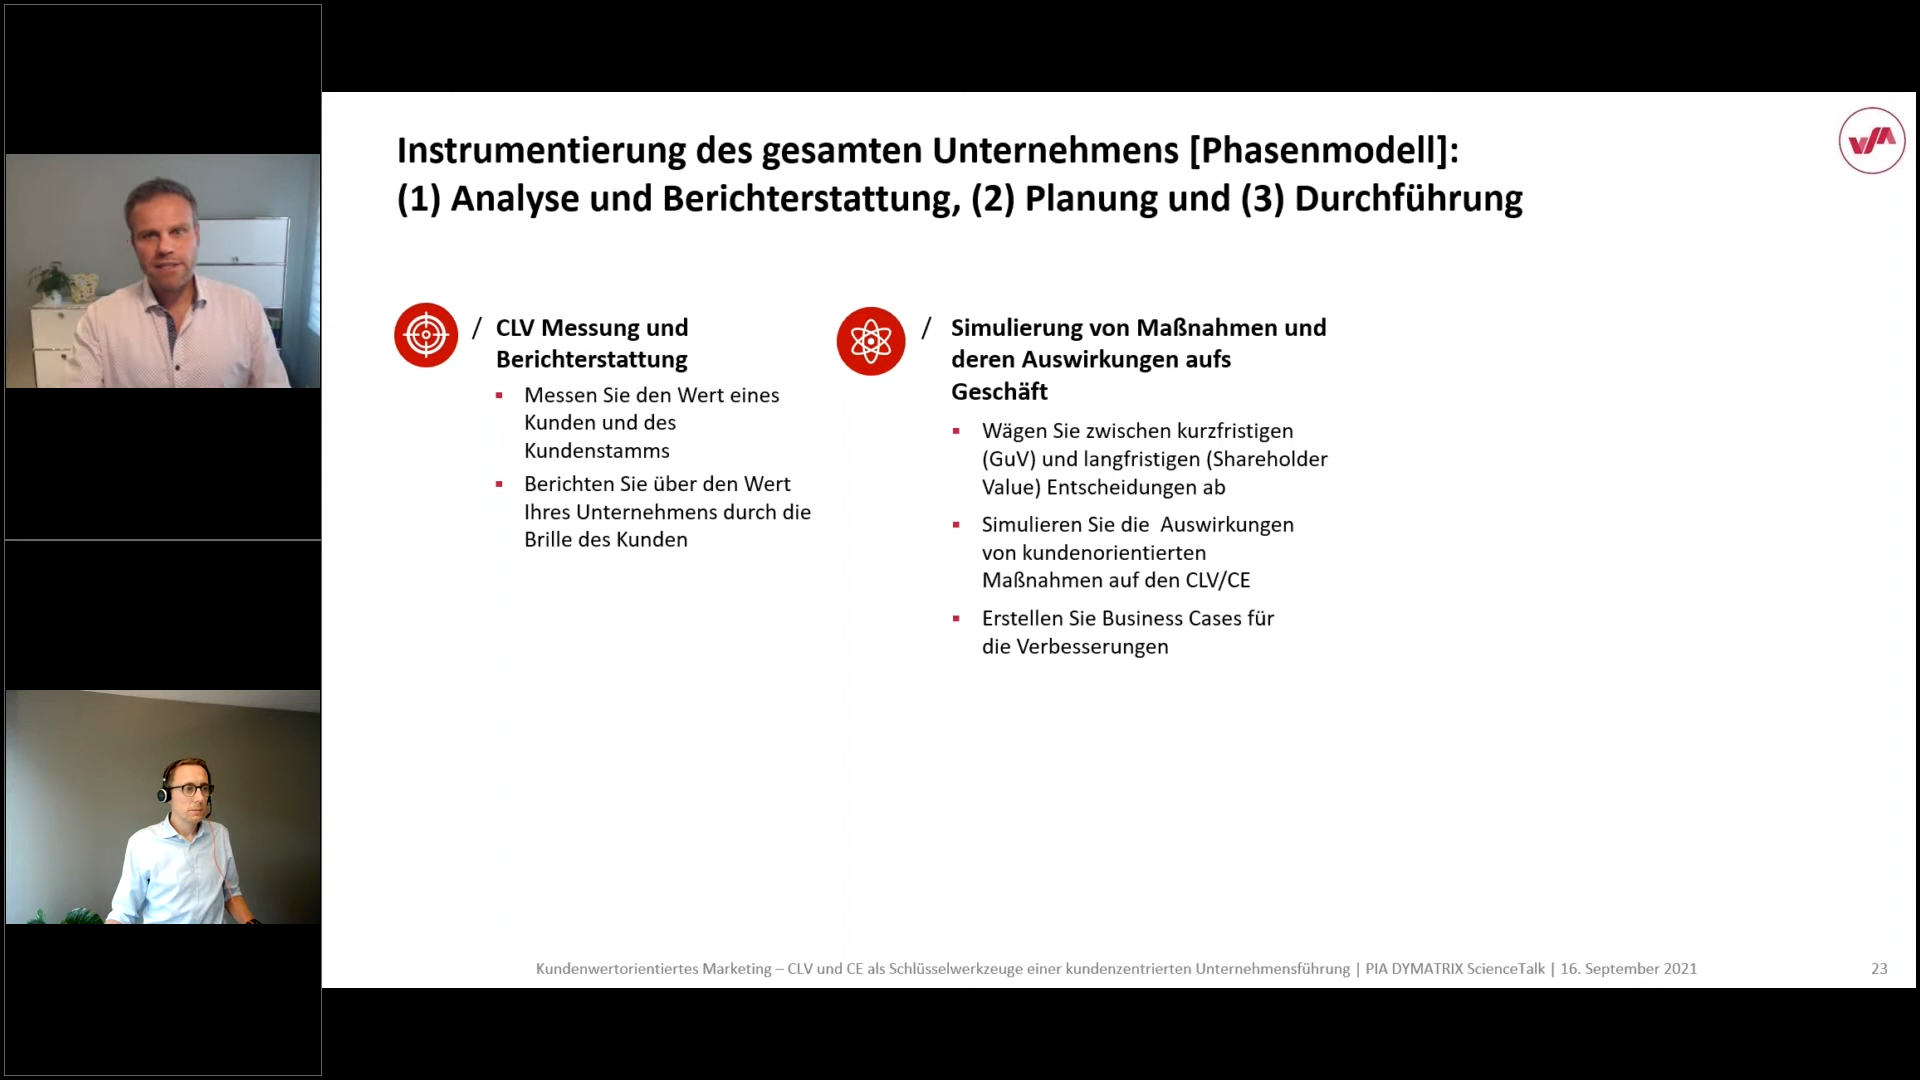 Instrumentierung des gesamten Unternehmens [Phasenmodell]:
(1) Analyse und Berichterstattung, (2) Planung und (3) Durchführung
/ CLV Messung und
Berichterstattung
▪ Messen Sie den Wert eines
Kunden und des
Kundenstamms
▪ Berichten Sie über den Wert
Ihres Unternehmens durch die
Brille des Kunden
/ Simulierung von Maßnahmen und
deren Auswirkungen aufs
Geschäft
▪ Wägen Sie zwischen kurzfristigen
(GuV) und langfristigen (Shareholder
Value) Entscheidungen ab
▪ Simulieren Sie die  Auswirkungen
von kundenorientierten
Maßnahmen auf den CLV/CE
▪ Erstellen Sie Business Cases für
die Verbesserungen
Kundenwertorientiertes Marketing – CLV und CE als Schlüsselwerkzeuge einer kundenzentrierten Unternehmensführung | PIA DYMATRIX ScienceTalk | 16. September 2021
23